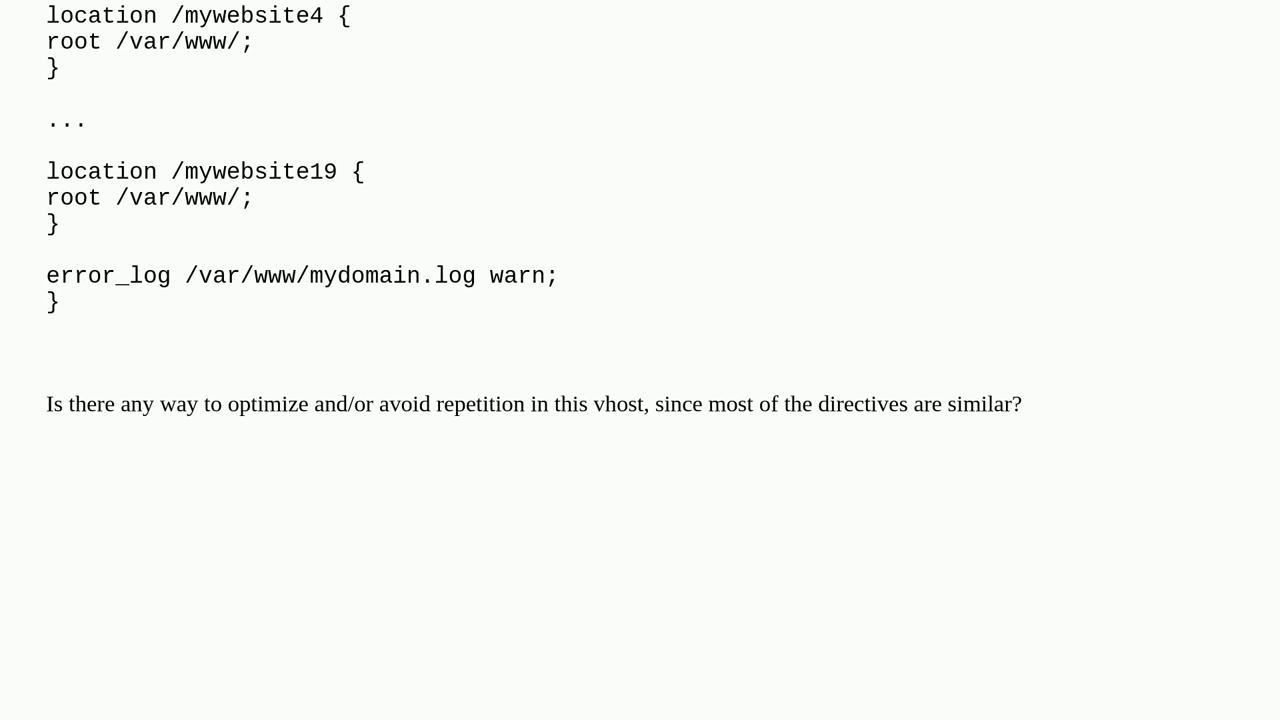 location /mywebsite4 {
root /var/www/;
}
...
location /mywebsite19 {
root /var/www/;
}
error_log /var/www/mydomain.log warn;
}
Is there any way to optimize and/or avoid repetition in this vhost, since most of the directives are similar?